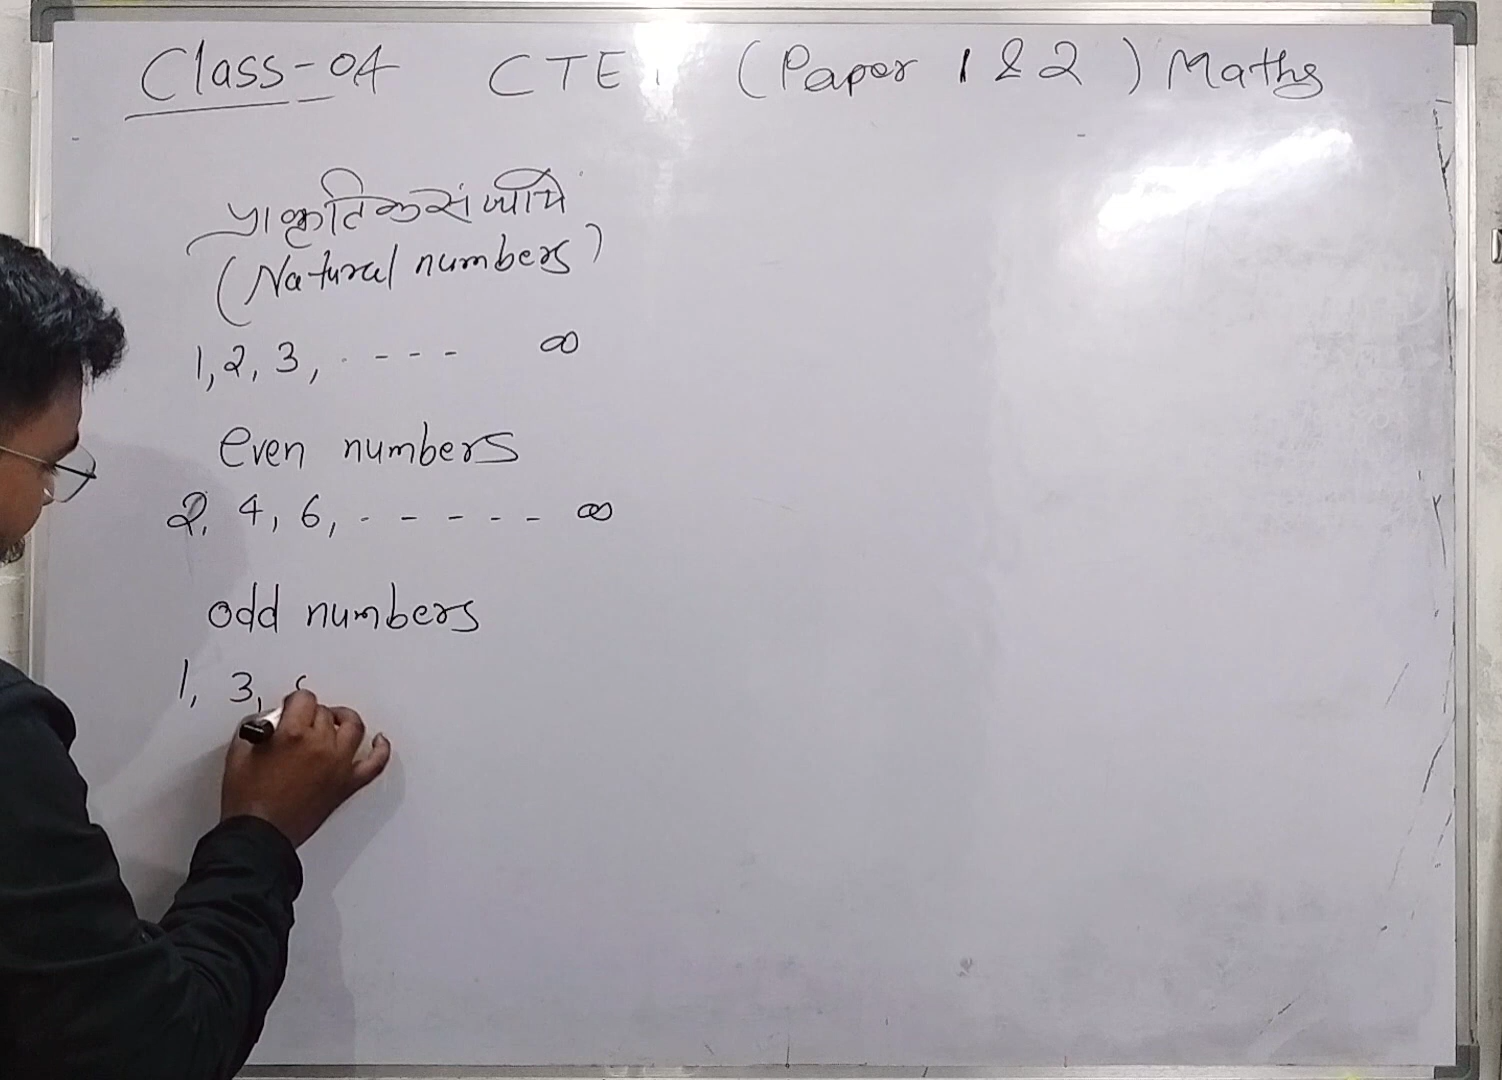 Class-04 CTET (Paper 1 & 2) Maths
प्राकृतिक संख्याये
(Natural numbers)
1, 2, 3, - - - - ∞
even numbers
2, 4, 6, - - - - - ∞
odd numbers
1, 3,